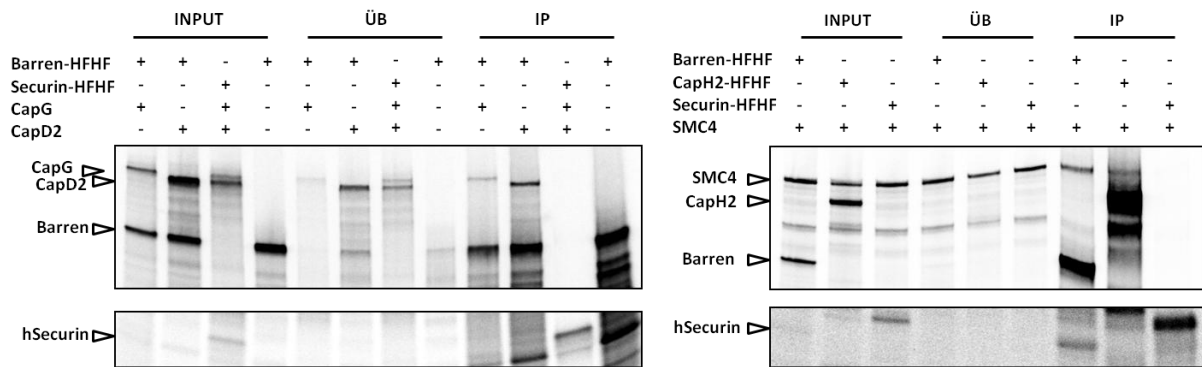 INPUT ÜB IP
Barren-HFHF + + - + + + - + + + - +
Securin-HFHF - - + - - - + - - - + -
CapG + - + - + - + - + - + -
CapD2 - + + - - + + - - + + -
CapG
CapD2
Barren
hSecurin
INPUT ÜB IP
Barren-HFHF + - - + - - + - -
CapH2-HFHF - + - - + - - + -
Securin-HFHF - - + - - + - - +
SMC4 + + + + + + + + +
SMC4
CapH2
Barren
hSecurin